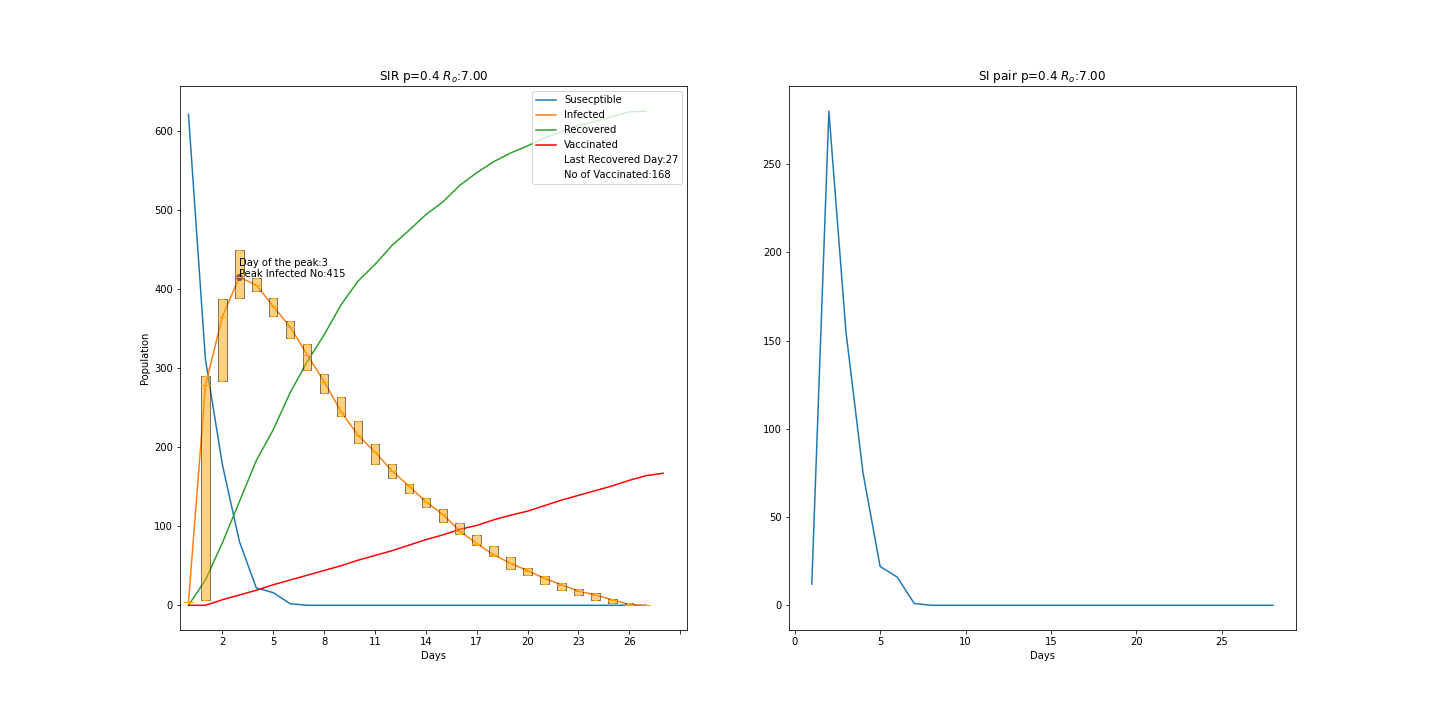 SIR p=0.4 Rₒ:7.00
Susecptible
Infected
Recovered
Vaccinated
Last Recovered Day:27
No of Vaccinated:168
Day of the peak:3
Peak Infected No:415
Population
600
500
400
300
200
100
0
2 5 8 11 14 17 20 23 26
Days
SI pair p=0.4 Rₒ:7.00
250
200
150
100
50
0
0 5 10 15 20 25
Days